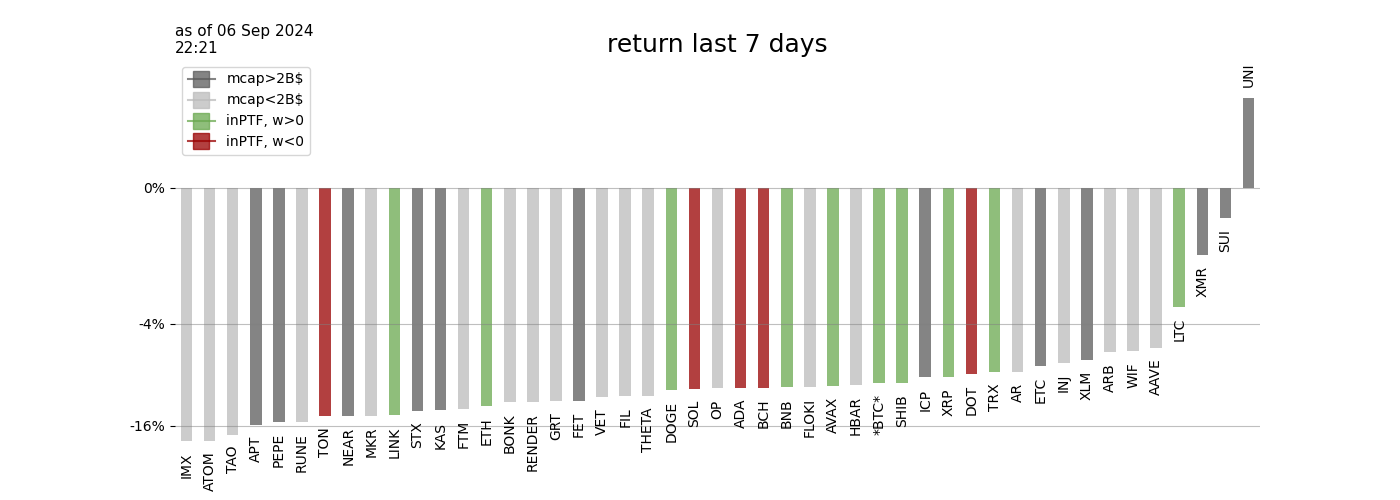 as of 06 Sep 2024
22:21
return last 7 days
mcap>2B$
mcap<2B$
inPTF, w>0
inPTF, w<0
0%
-4%
-16%
IMX
ATOM
TAO
APT
PEPE
RUNE
TON
NEAR
MKR
LINK
STX
KAS
FTM
ETH
BONK
RENDER
GRT
FET
VET
FIL
THETA
DOGE
SOL
OP
ADA
BCH
BNB
FLOKI
AVAX
HBAR
*BTC*
SHIB
ICP
XRP
DOT
TRX
AR
ETC
INJ
XLM
ARB
WIF
AAVE
LTC
XMR
SUI
UNI